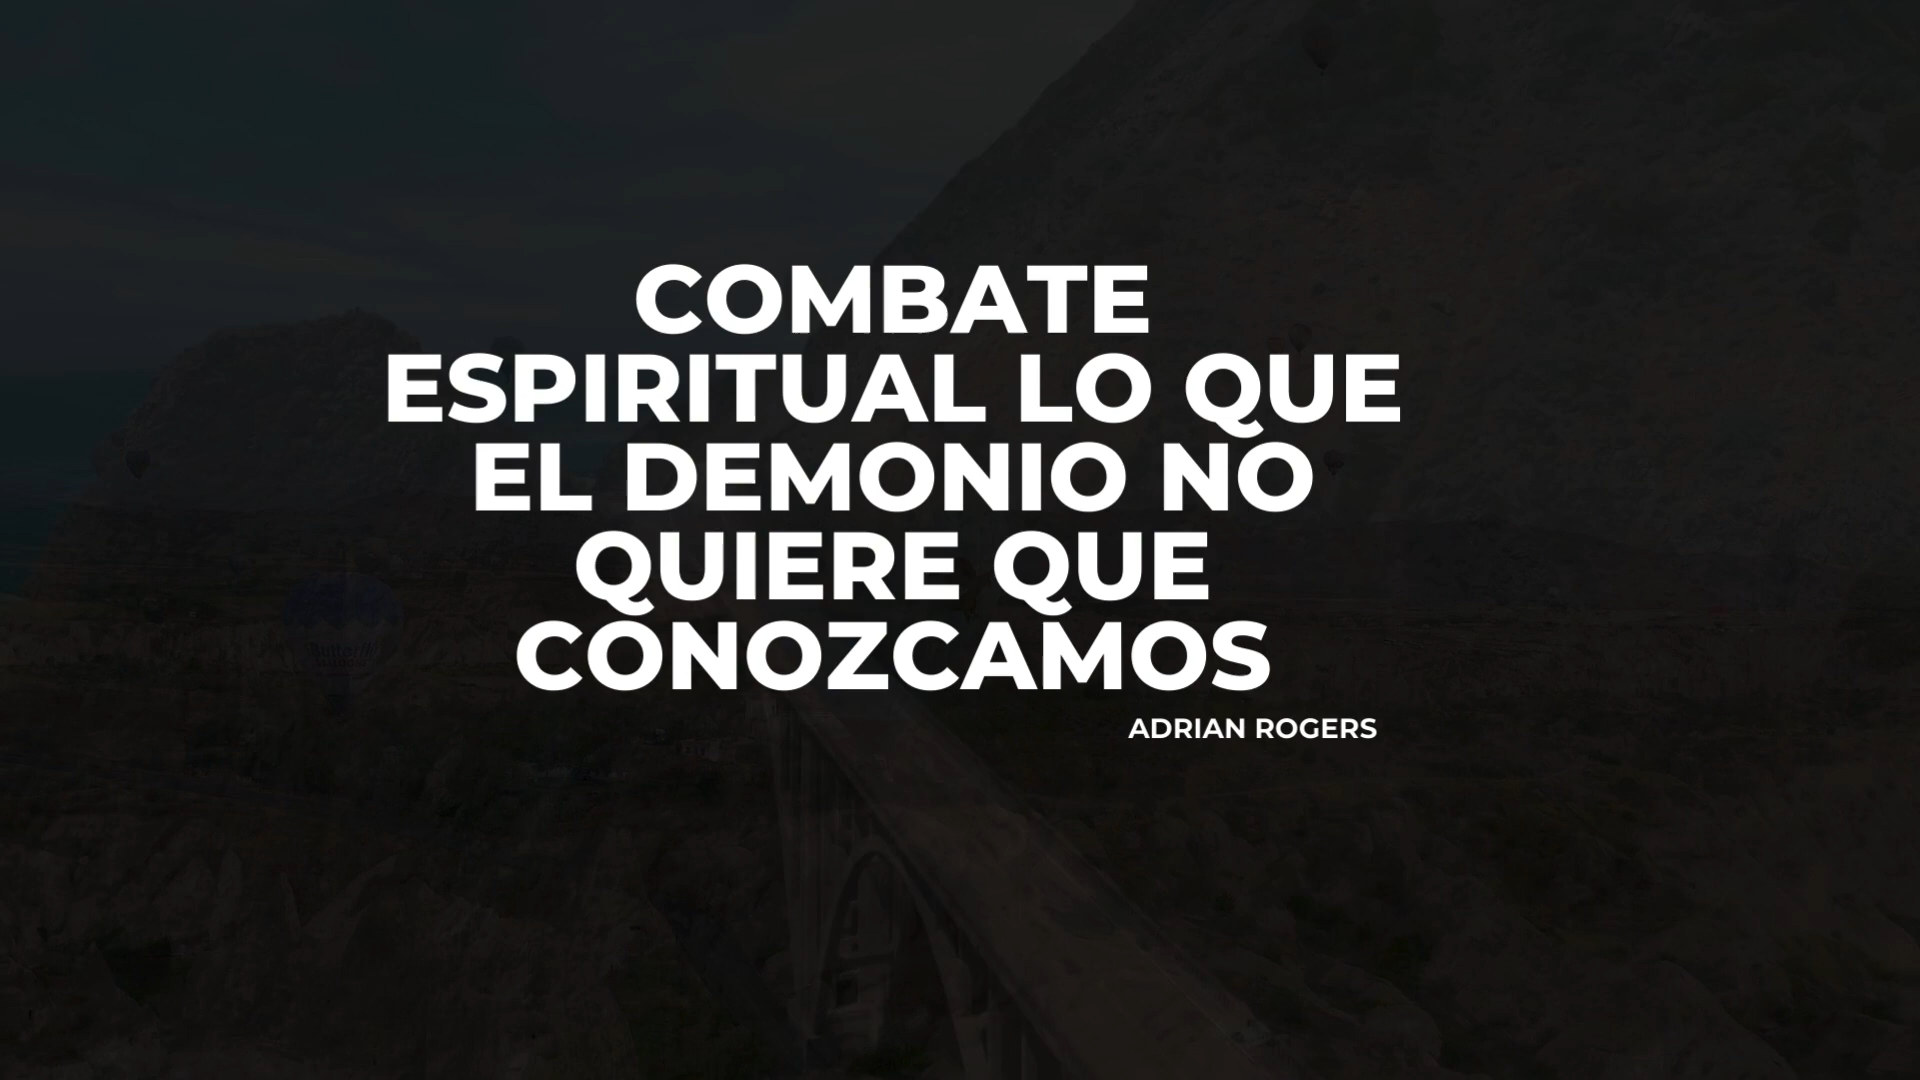 COMBATE
ESPIRITUAL LO QUE
EL DEMONIO NO
QUIERE QUE
CONOZCAMOS
ADRIAN ROGERS